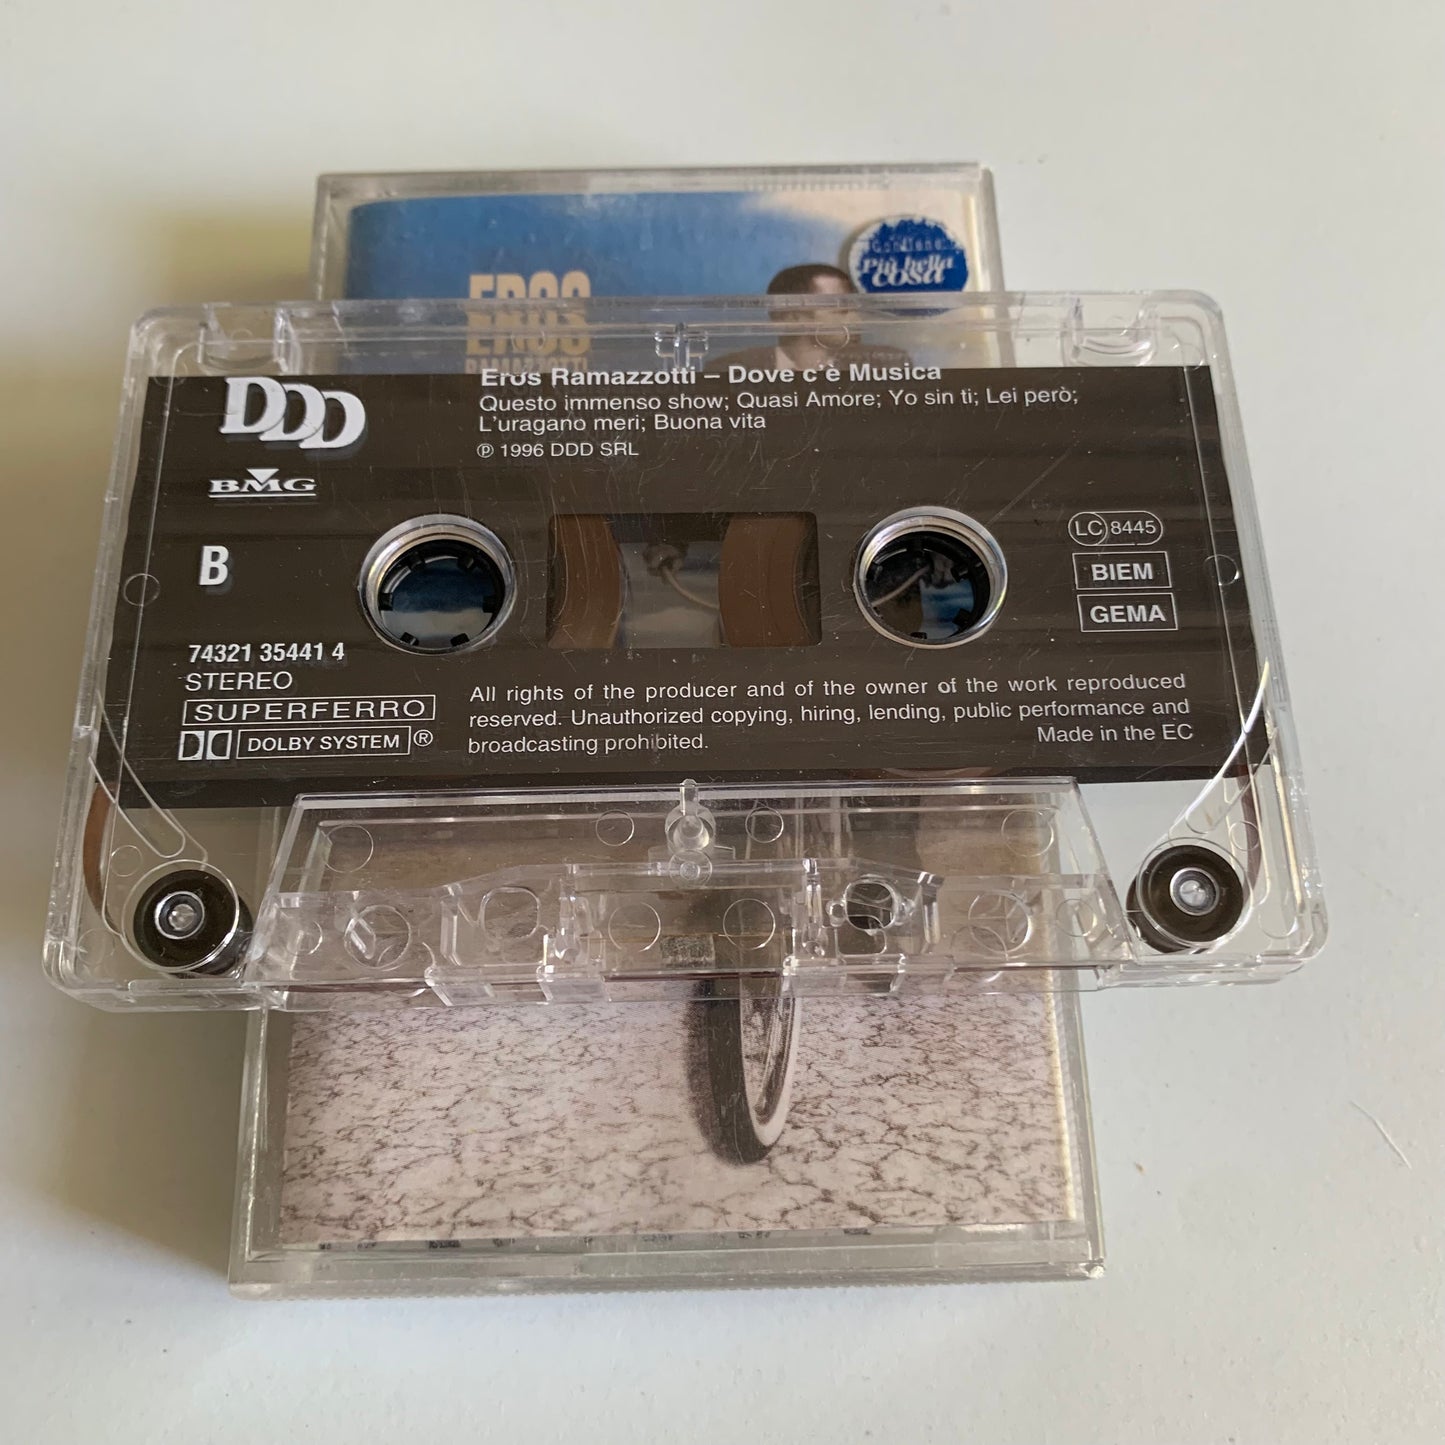 EROS
RAMAZZOTTI
Contiene
Più bella
cosa
DDD
Eros Ramazzotti – Dove c'è Musica
Questo immenso show; Quasi Amore; Yo sin ti; Lei però;
L'uragano meri; Buona vita
℗ 1996 DDD SRL
BMG
B
LC 8445
BIEM
GEMA
74321 35441 4
STEREO
SUPERFERRO
DOLBY SYSTEM ®
All rights of the producer and of the owner of the work reproduced
reserved. Unauthorized copying, hiring, lending, public performance and
broadcasting prohibited.
Made in the EC